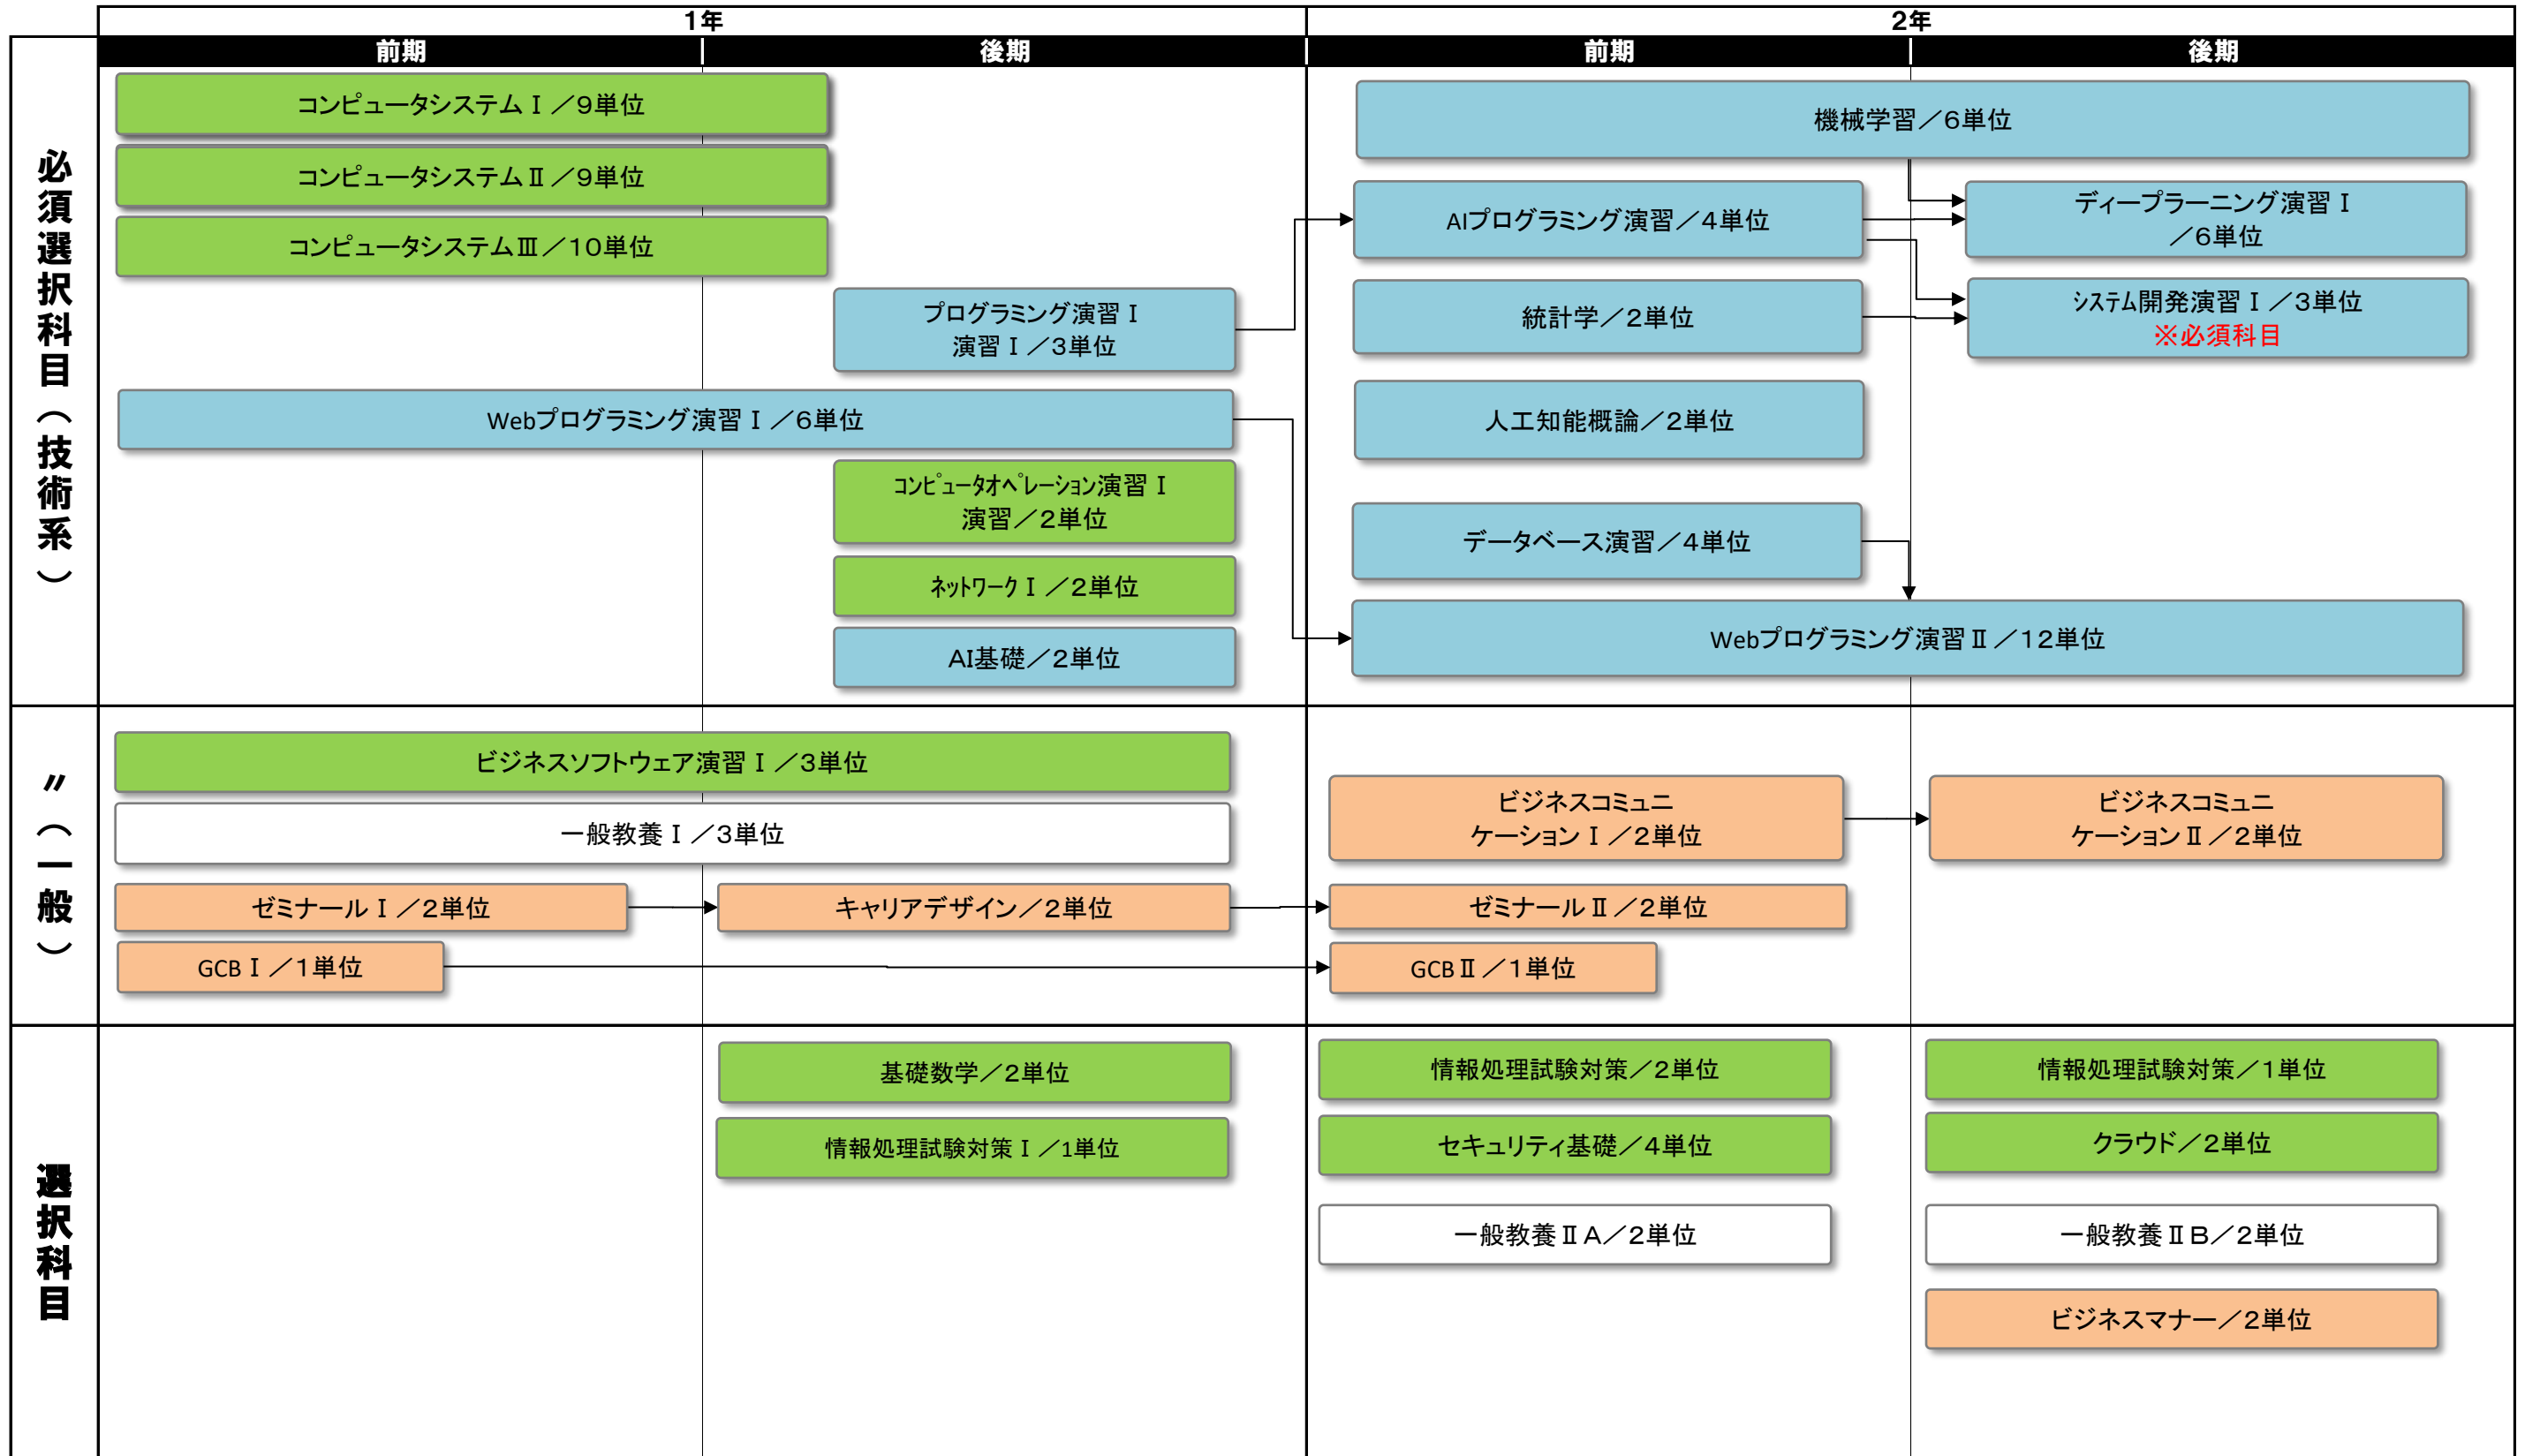 1年
2年
前期
後期
前期
後期
必須選択科目（技術系）
コンピュータシステムⅠ／9単位
コンピュータシステムⅡ／9単位
コンピュータシステムⅢ／10単位
プログラミング演習Ⅰ
演習Ⅰ／3単位
Webプログラミング演習Ⅰ／6単位
ｺﾝﾋﾟｭｰﾀｵﾍﾟﾚｰｼｮﾝ演習Ⅰ
演習／2単位
ﾈｯﾄﾜｰｸⅠ／2単位
AI基礎／2単位
機械学習／6単位
AIプログラミング演習／4単位
ディープラーニング演習Ⅰ
／6単位
統計学／2単位
ｼｽﾃﾑ開発演習Ⅰ／3単位
※必須科目
人工知能概論／2単位
データベース演習／4単位
Webプログラミング演習Ⅱ／12単位
〃（一般）
ビジネスソフトウェア演習Ⅰ／3単位
一般教養Ⅰ／3単位
ゼミナールⅠ／2単位
キャリアデザイン／2単位
GCBⅠ／1単位
ビジネスコミュニ
ケーションⅠ／2単位
ビジネスコミュニ
ケーションⅡ／2単位
ゼミナールⅡ／2単位
GCBⅡ／1単位
選択科目
基礎数学／2単位
情報処理試験対策Ⅰ／1単位
情報処理試験対策／2単位
情報処理試験対策／1単位
セキュリティ基礎／4単位
クラウド／2単位
一般教養ⅡA／2単位
一般教養ⅡB／2単位
ビジネスマナー／2単位